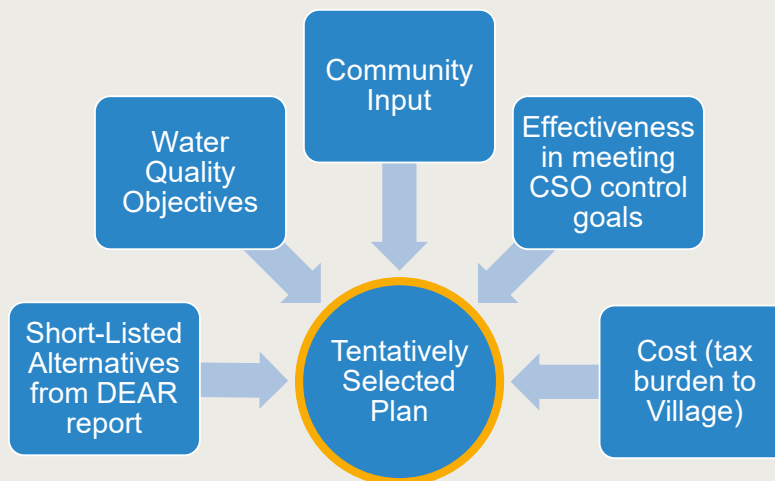 Community
Input
Water
Quality
Objectives
Effectiveness
in meeting
CSO control
goals
Short-Listed
Alternatives
from DEAR
report
Tentatively
Selected
Plan
Cost (tax
burden to
Village)